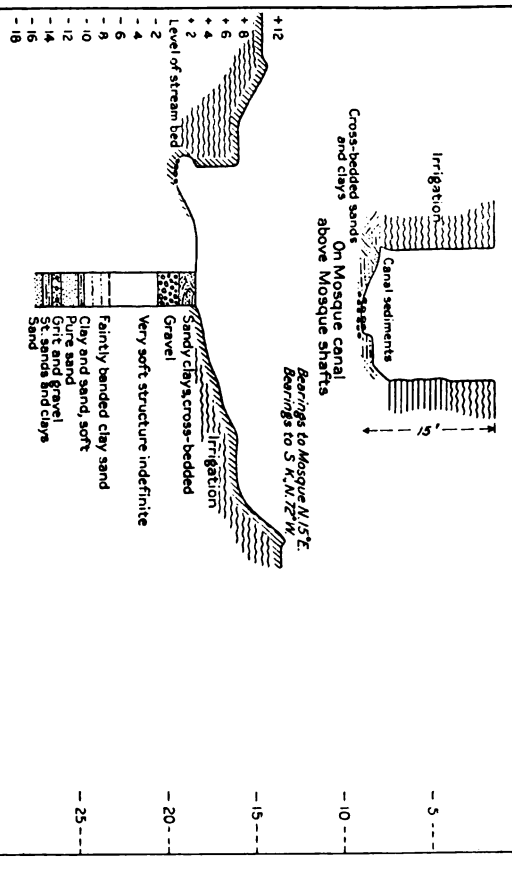 Irrigation
Cross-bedded sands
and clays
Canal sediments
On Mosque canal
above Mosque shafts
15'
Bearings to Mosque N.15°E.
Bearings to S K., N.72°W.
+12
+8
+6
+4
+2
Level of stream bed
-2
-4
-6
-8
-10
-12
-14
-16
-18
Irrigation
Sandy clays, cross-bedded
Gravel
Very soft structure indefinite
Faintly banded clay sand
Clay and sand, soft
Pure sand
Grit and gravel
St. sands and clays
Sand
-5--
-10--
-15--
-20--
-25---